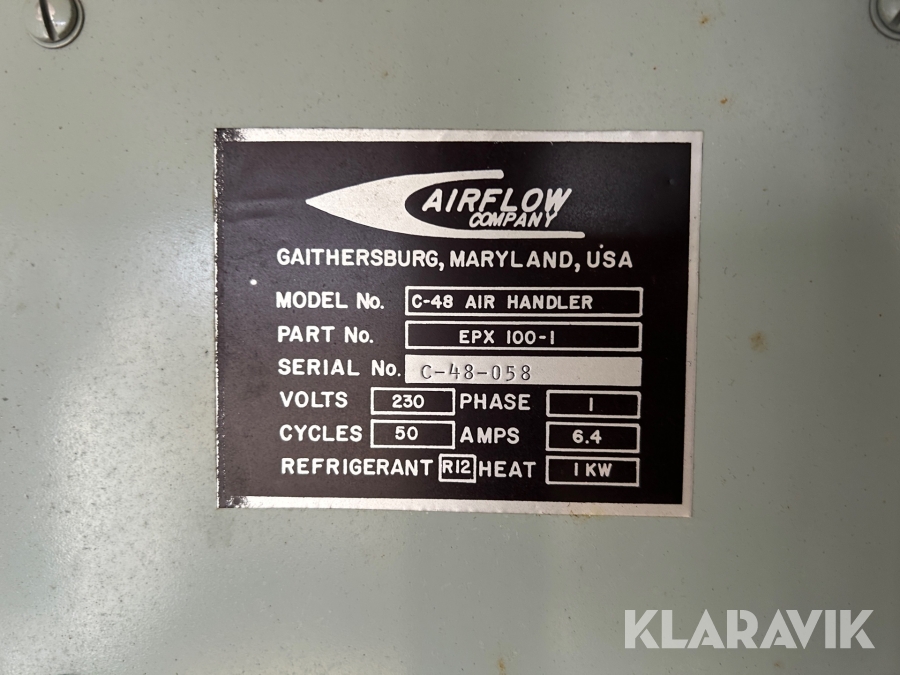 AIRFLOW
COMPANY
GAITHERSBURG, MARYLAND, USA
MODEL No. C-48 AIR HANDLER
PART No. EPX 100-1
SERIAL No. C-48-058
VOLTS 230 PHASE 1
CYCLES 50 AMPS 6.4
REFRIGERANT R12 HEAT 1 KW
KLARAVIK